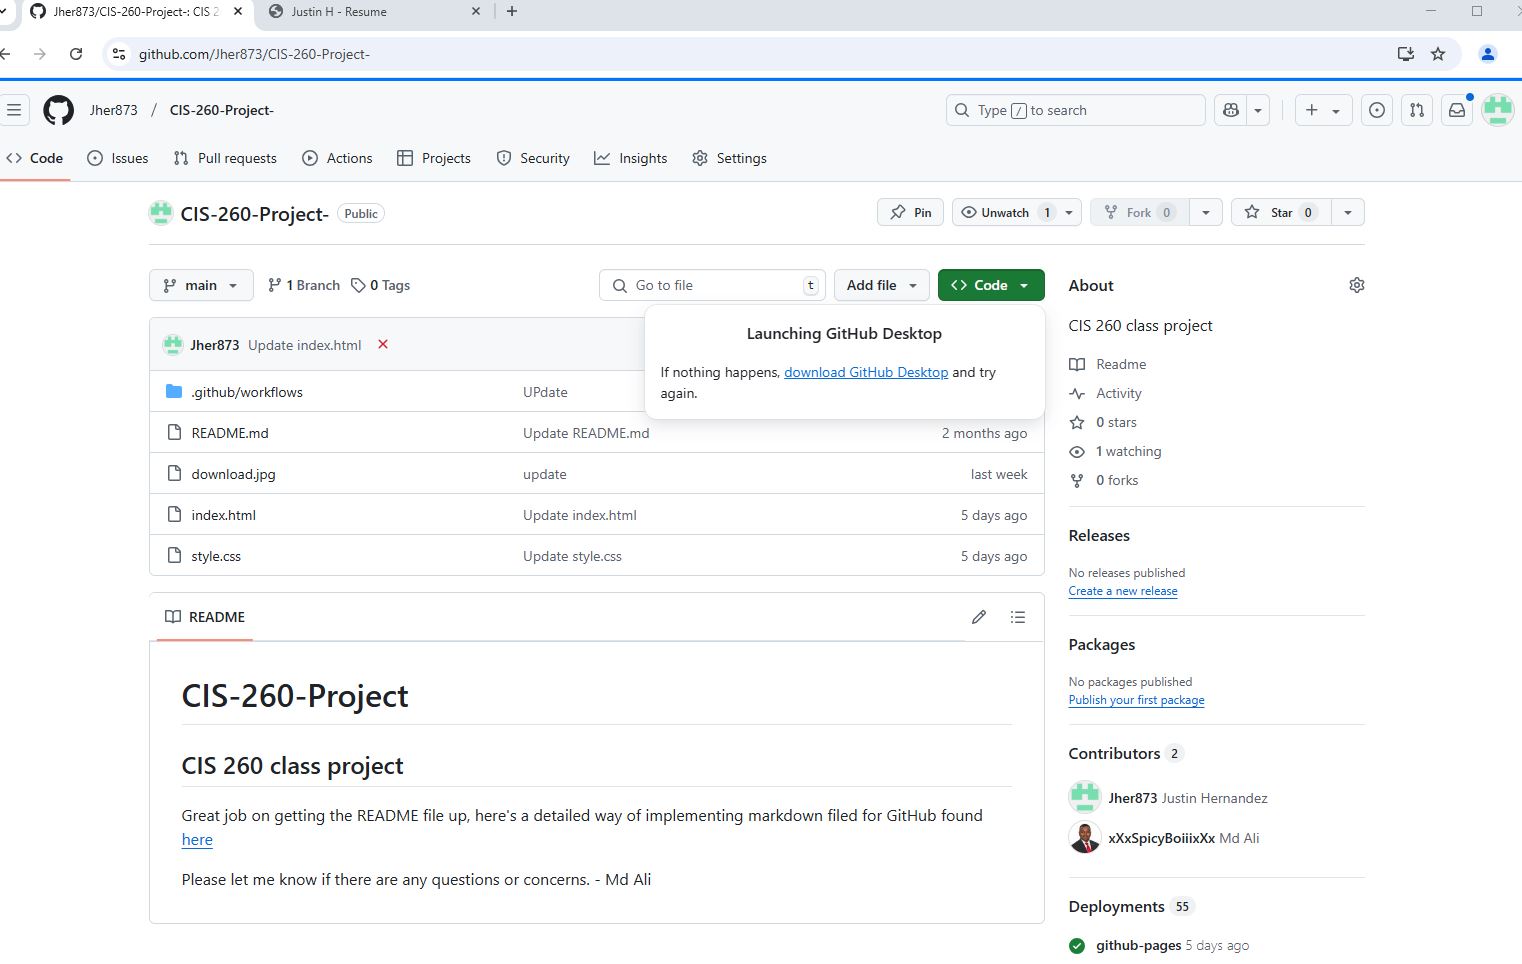 Jher873/CIS-260-Project-: CIS 2
Justin H - Resume
github.com/Jher873/CIS-260-Project-
Jher873 / CIS-260-Project-
Type / to search
Code
Issues
Pull requests
Actions
Projects
Security
Insights
Settings
CIS-260-Project- Public
Pin
Unwatch 1
Fork 0
Star 0
main
1 Branch
0 Tags
Go to file t
Add file
Code
Launching GitHub Desktop
If nothing happens, download GitHub Desktop and try
again.
Jher873 Update index.html
.github/workflows UPdate
README.md Update README.md 2 months ago
download.jpg update last week
index.html Update index.html 5 days ago
style.css Update style.css 5 days ago
README
CIS-260-Project
CIS 260 class project
Great job on getting the README file up, here's a detailed way of implementing markdown filed for GitHub found
here
Please let me know if there are any questions or concerns. - Md Ali
About
CIS 260 class project
Readme
Activity
0 stars
1 watching
0 forks
Releases
No releases published
Create a new release
Packages
No packages published
Publish your first package
Contributors 2
Jher873 Justin Hernandez
xXxSpicyBoiiixXx Md Ali
Deployments 55
github-pages 5 days ago